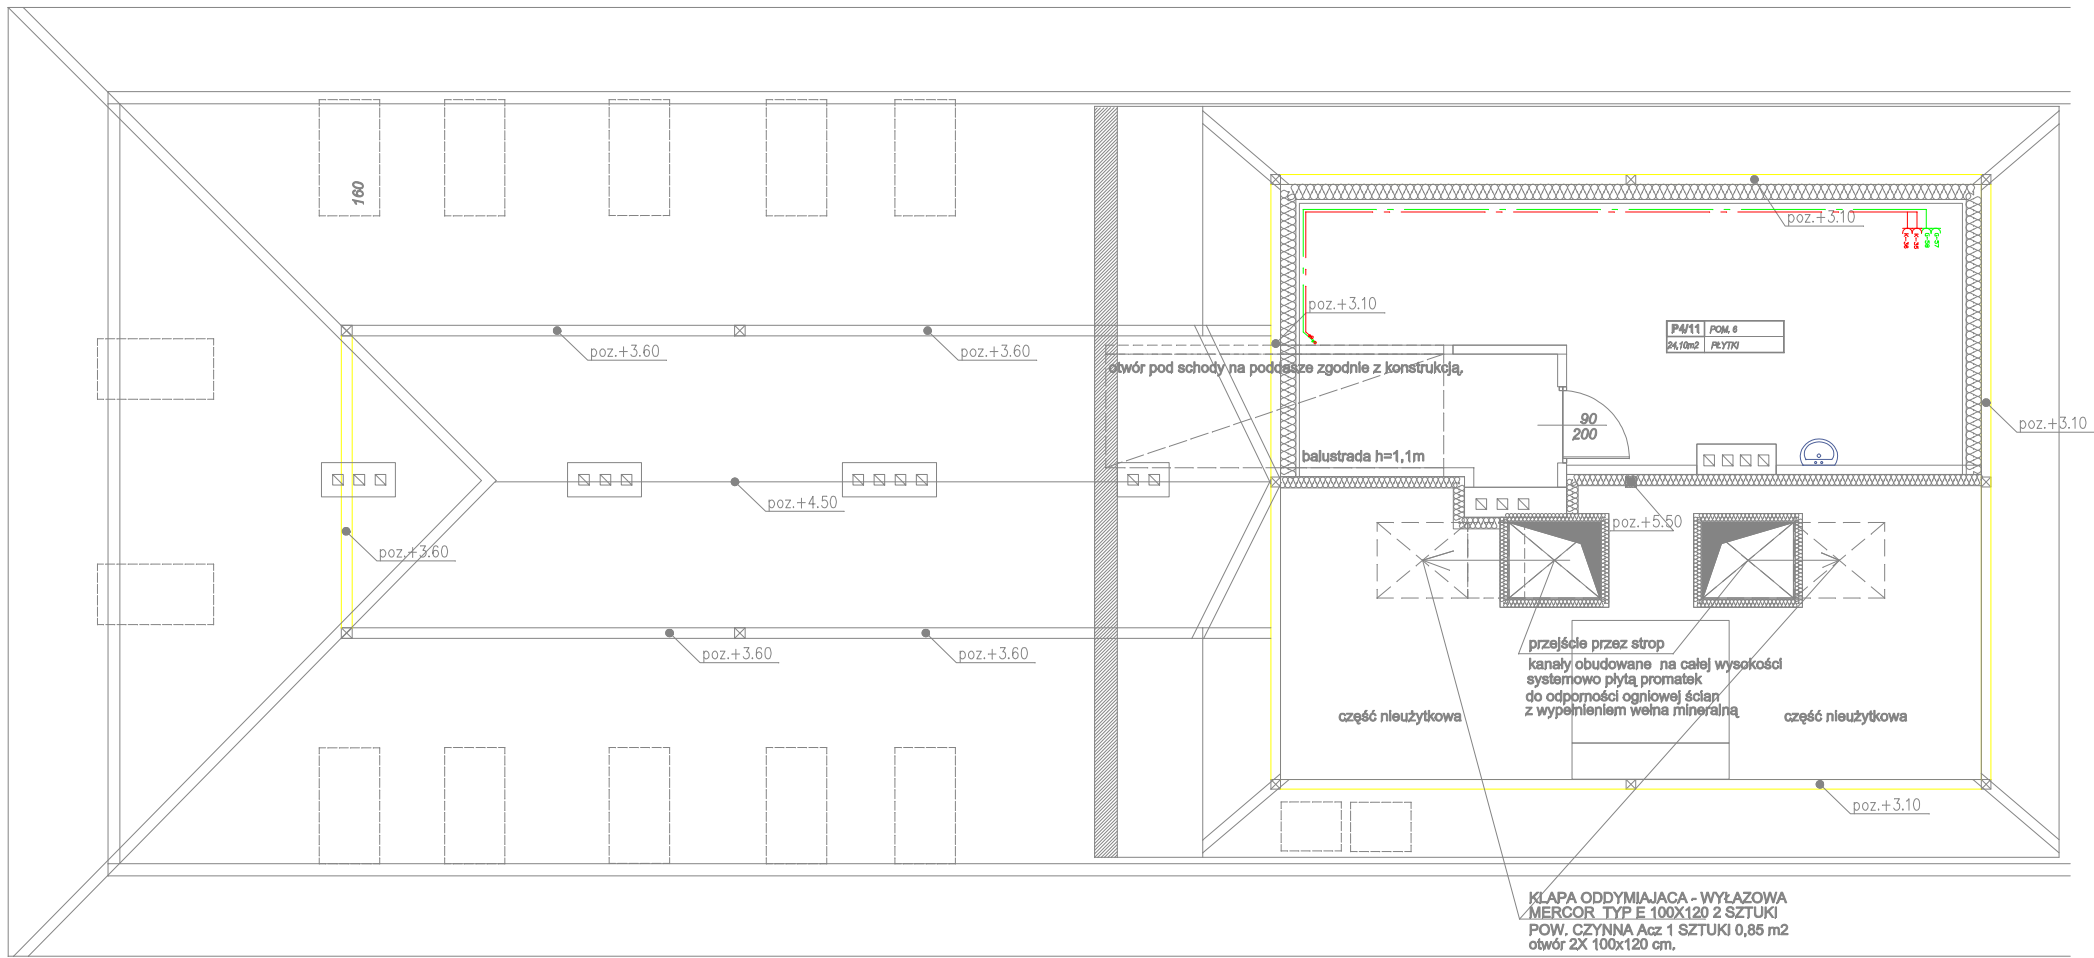 160
poz.+3.10
K-36
K-35
G-58
G-57
poz.+3.10
P4/11 POM. 6
24,10m2 PŁYTKI
poz.+3.60
poz.+3.60
otwór pod schody na poddasze zgodnie z konstrukcją.
90
200
poz.+3.10
balustrada h=1,1m
poz.+4.50
poz.+5.50
poz.+3.60
przejście przez strop
poz.+3.60
poz.+3.60
kanały obudowane na całej wysokości
systemowo płytą promatek
do odporności ogniowej ścian
z wypełnieniem wełna mineralną
część nieużytkowa
część nieużytkowa
poz.+3.10
KLAPA ODDYMIAJACA - WYŁAZOWA
MERCOR TYP E 100X120 2 SZTUKI
POW. CZYNNA Acz 1 SZTUKI 0,85 m2
otwór 2X 100x120 cm.